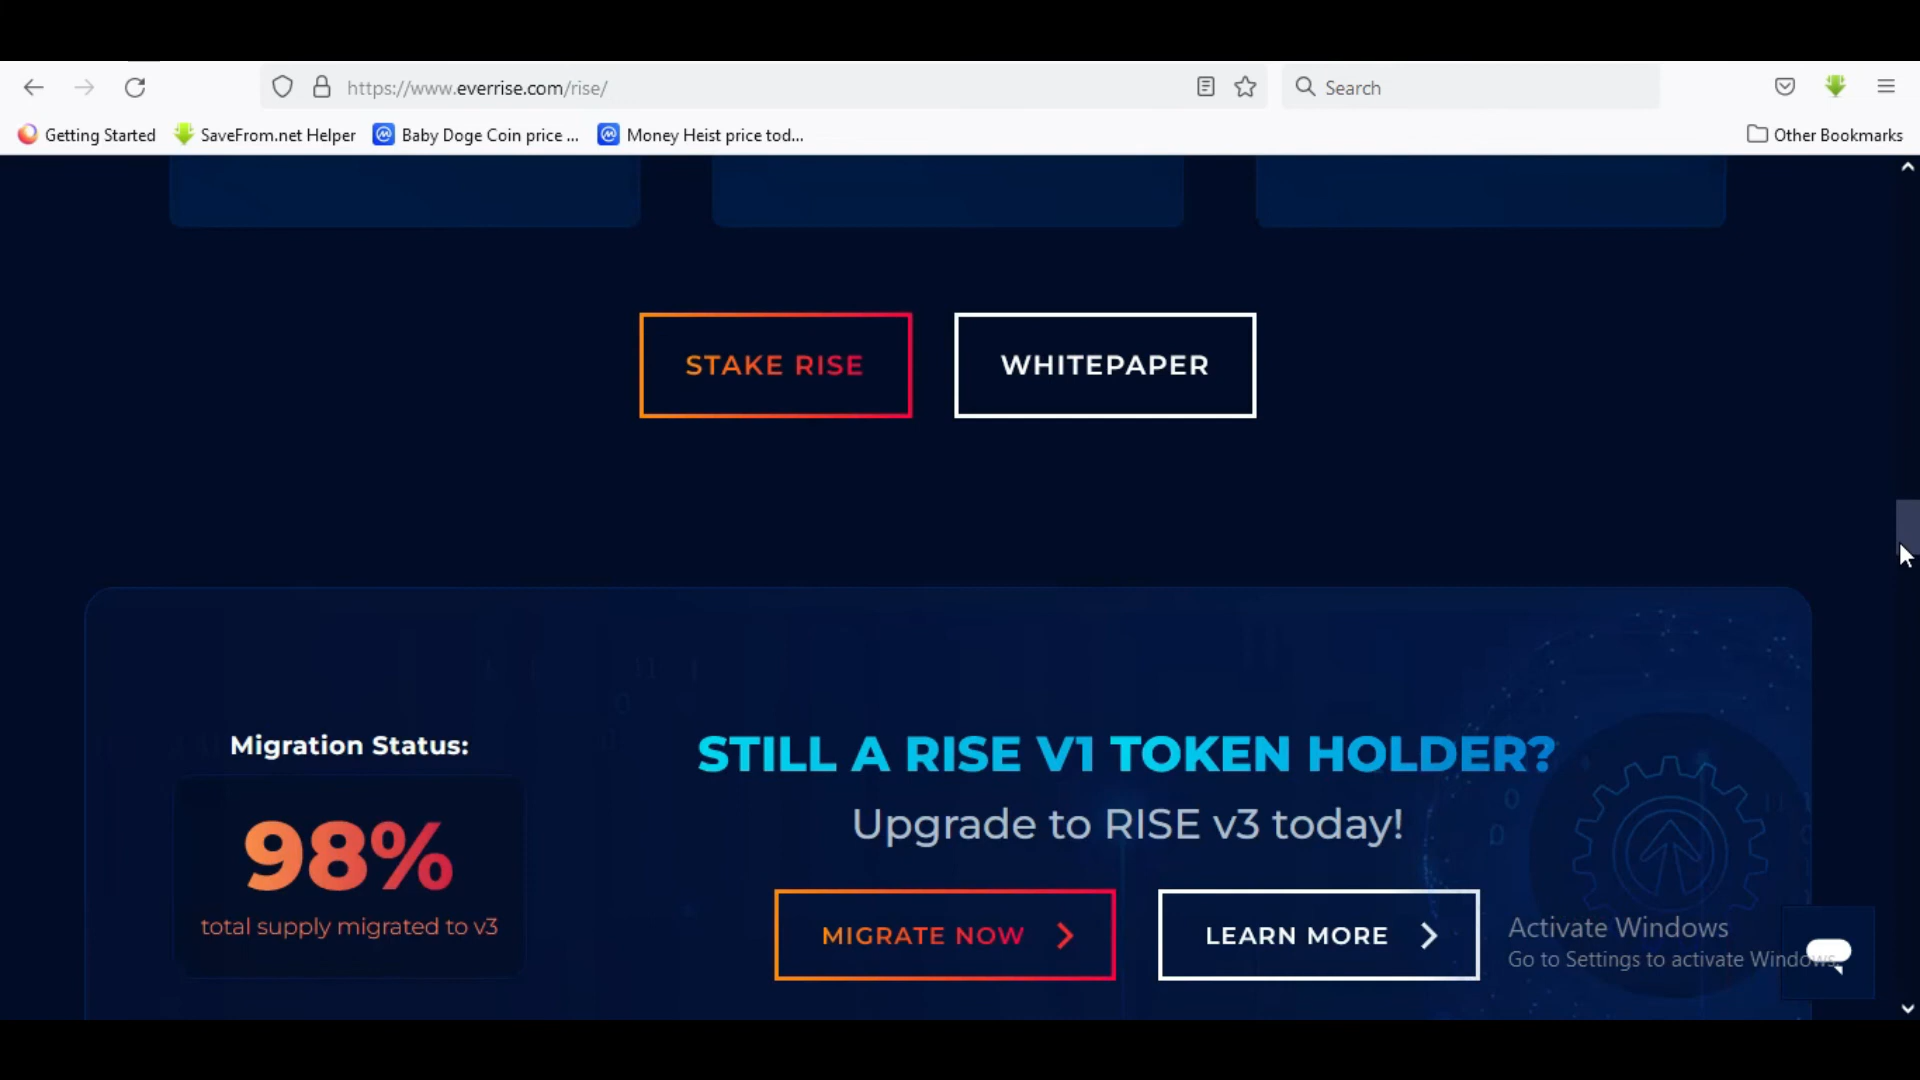 https://www.everrise.com/rise/
Search
Getting Started
SaveFrom.net Helper
Baby Doge Coin price ...
Money Heist price tod...
Other Bookmarks
STAKE RISE
WHITEPAPER
Migration Status:
98%
total supply migrated to v3
STILL A RISE V1 TOKEN HOLDER?
Upgrade to RISE v3 today!
MIGRATE NOW
LEARN MORE
Activate Windows
Go to Settings to activate Windows.